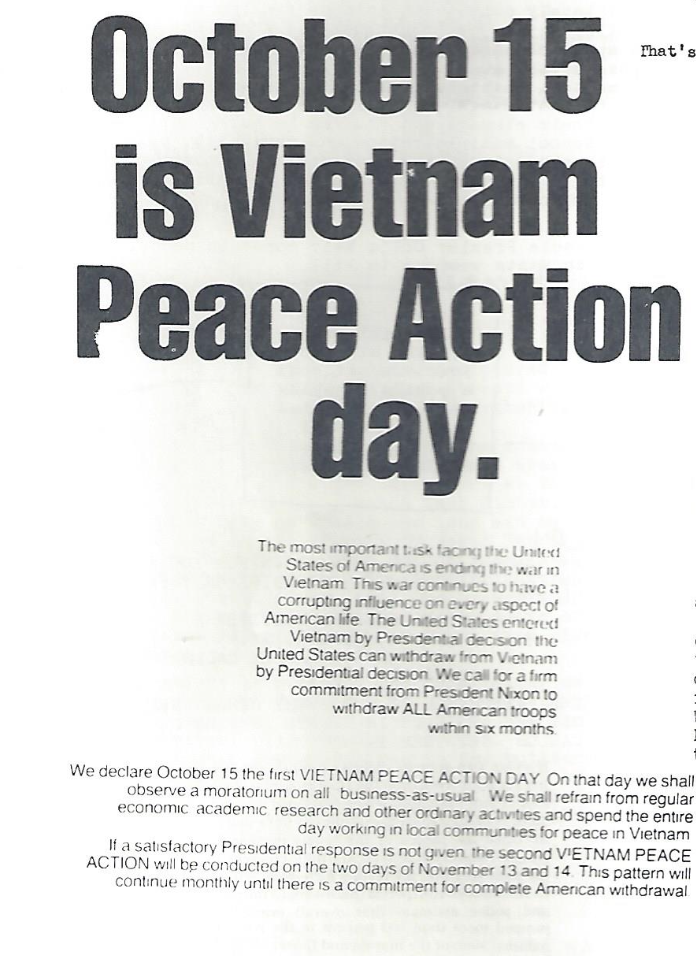 October 15
That's
is Vietnam
Peace Action
day.
The most important task facing the United
States of America is ending the war in
Vietnam. This war continues to have a
corrupting influence on every aspect of
American life. The United States entered
Vietnam by Presidential decision the
United States can withdraw from Vietnam
by Presidential decision. We call for a firm
commitment from President Nixon to
withdraw ALL American troops
within six months.
We declare October 15 the first VIETNAM PEACE ACTION DAY. On that day we shall
observe a moratorium on all business-as-usual. We shall refrain from regular
economic academic research and other ordinary activities and spend the entire
day working in local communities for peace in Vietnam
If a satisfactory Presidential response is not given, the second VIETNAM PEACE
ACTION will be conducted on the two days of November 13 and 14. This pattern will
continue monthly until there is a commitment for complete American withdrawal.